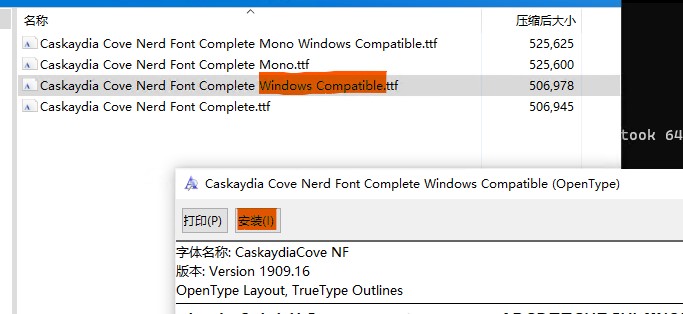 名称 压缩后大小
Caskaydia Cove Nerd Font Complete Mono Windows Compatible.ttf 525,625
Caskaydia Cove Nerd Font Complete Mono.ttf 525,600
Caskaydia Cove Nerd Font Complete Windows Compatible.ttf 506,978
Caskaydia Cove Nerd Font Complete.ttf 506,945
took 64
Caskaydia Cove Nerd Font Complete Windows Compatible (OpenType)
打印(P) 安装(I)
字体名称: CaskaydiaCove NF
版本: Version 1909.16
OpenType Layout, TrueType Outlines